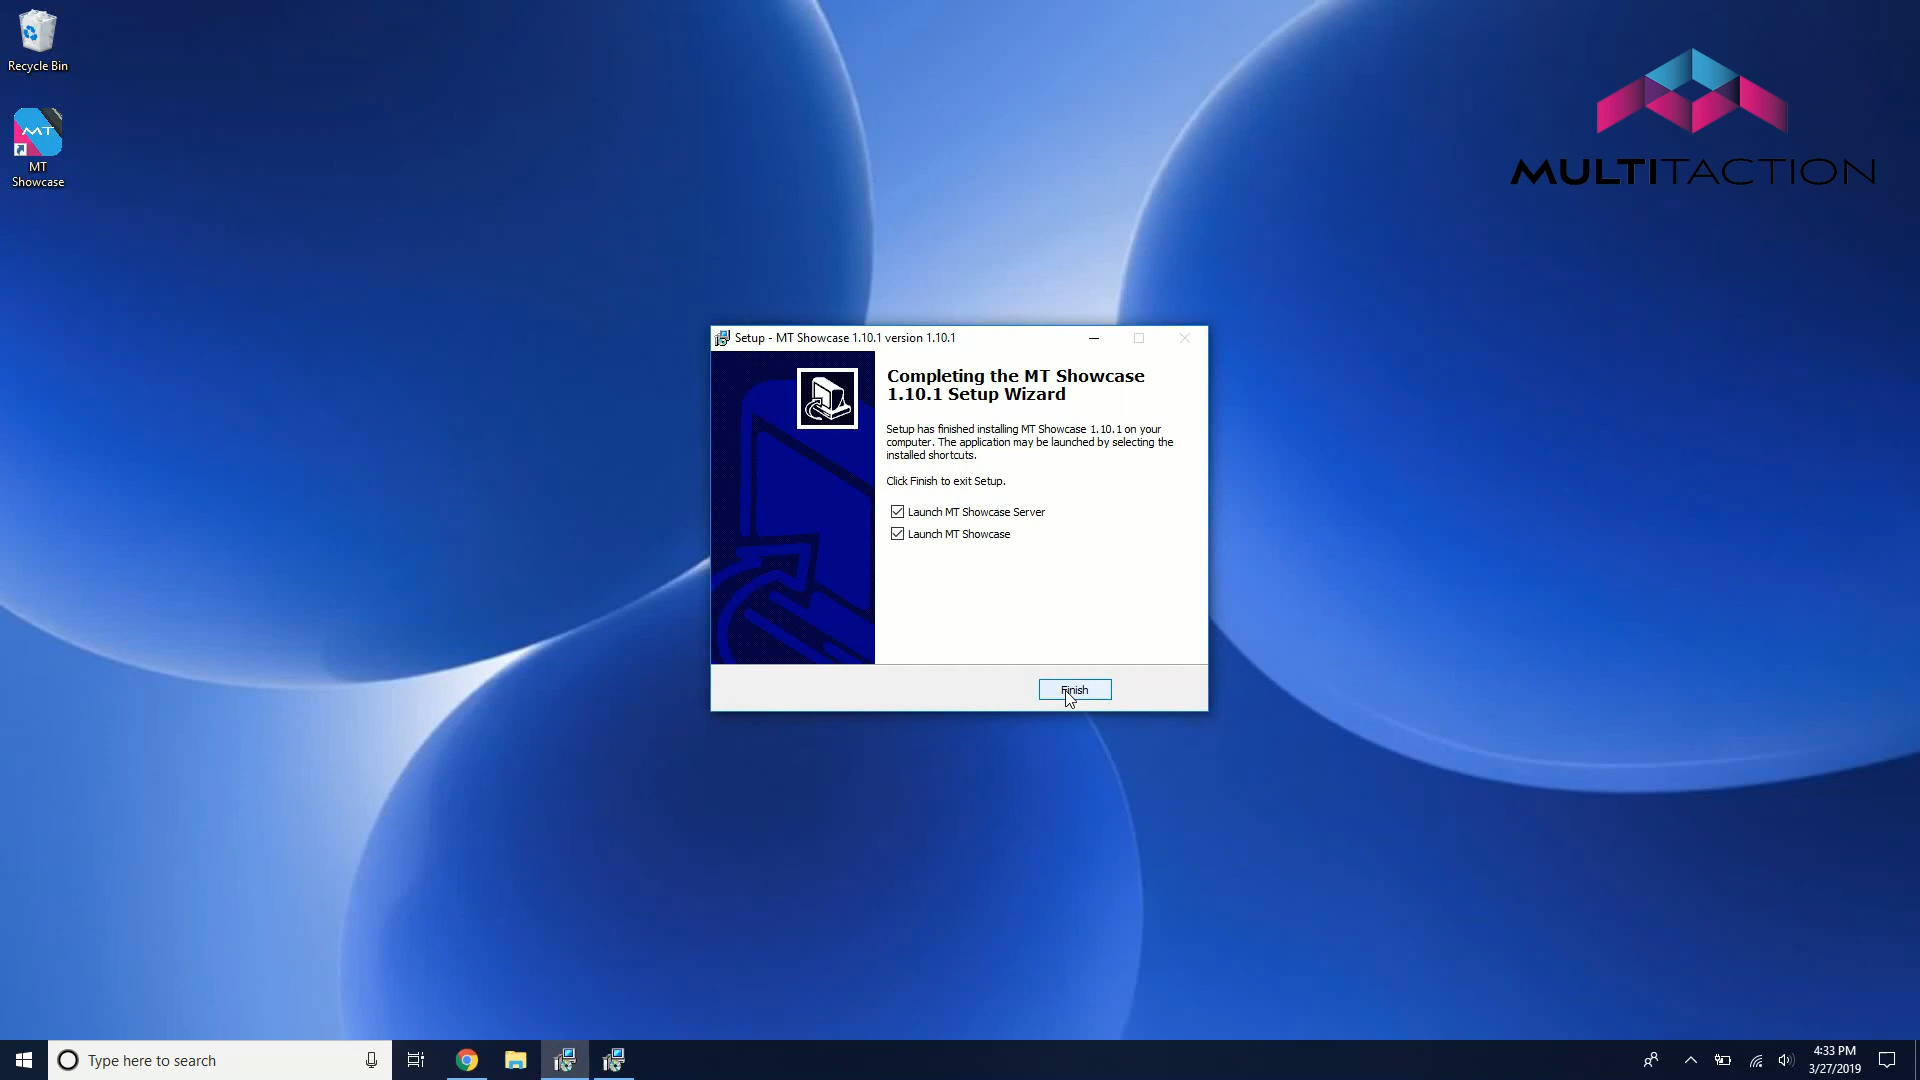 Recycle Bin
MT
MT
Showcase
MULTITACTION
Setup - MT Showcase 1.10.1 version 1.10.1
Completing the MT Showcase
1.10.1 Setup Wizard
Setup has finished installing MT Showcase 1.10.1 on your
computer. The application may be launched by selecting the
installed shortcuts.
Click Finish to exit Setup.
Launch MT Showcase Server
Launch MT Showcase
Finish
Type here to search
4:33 PM
3/27/2019